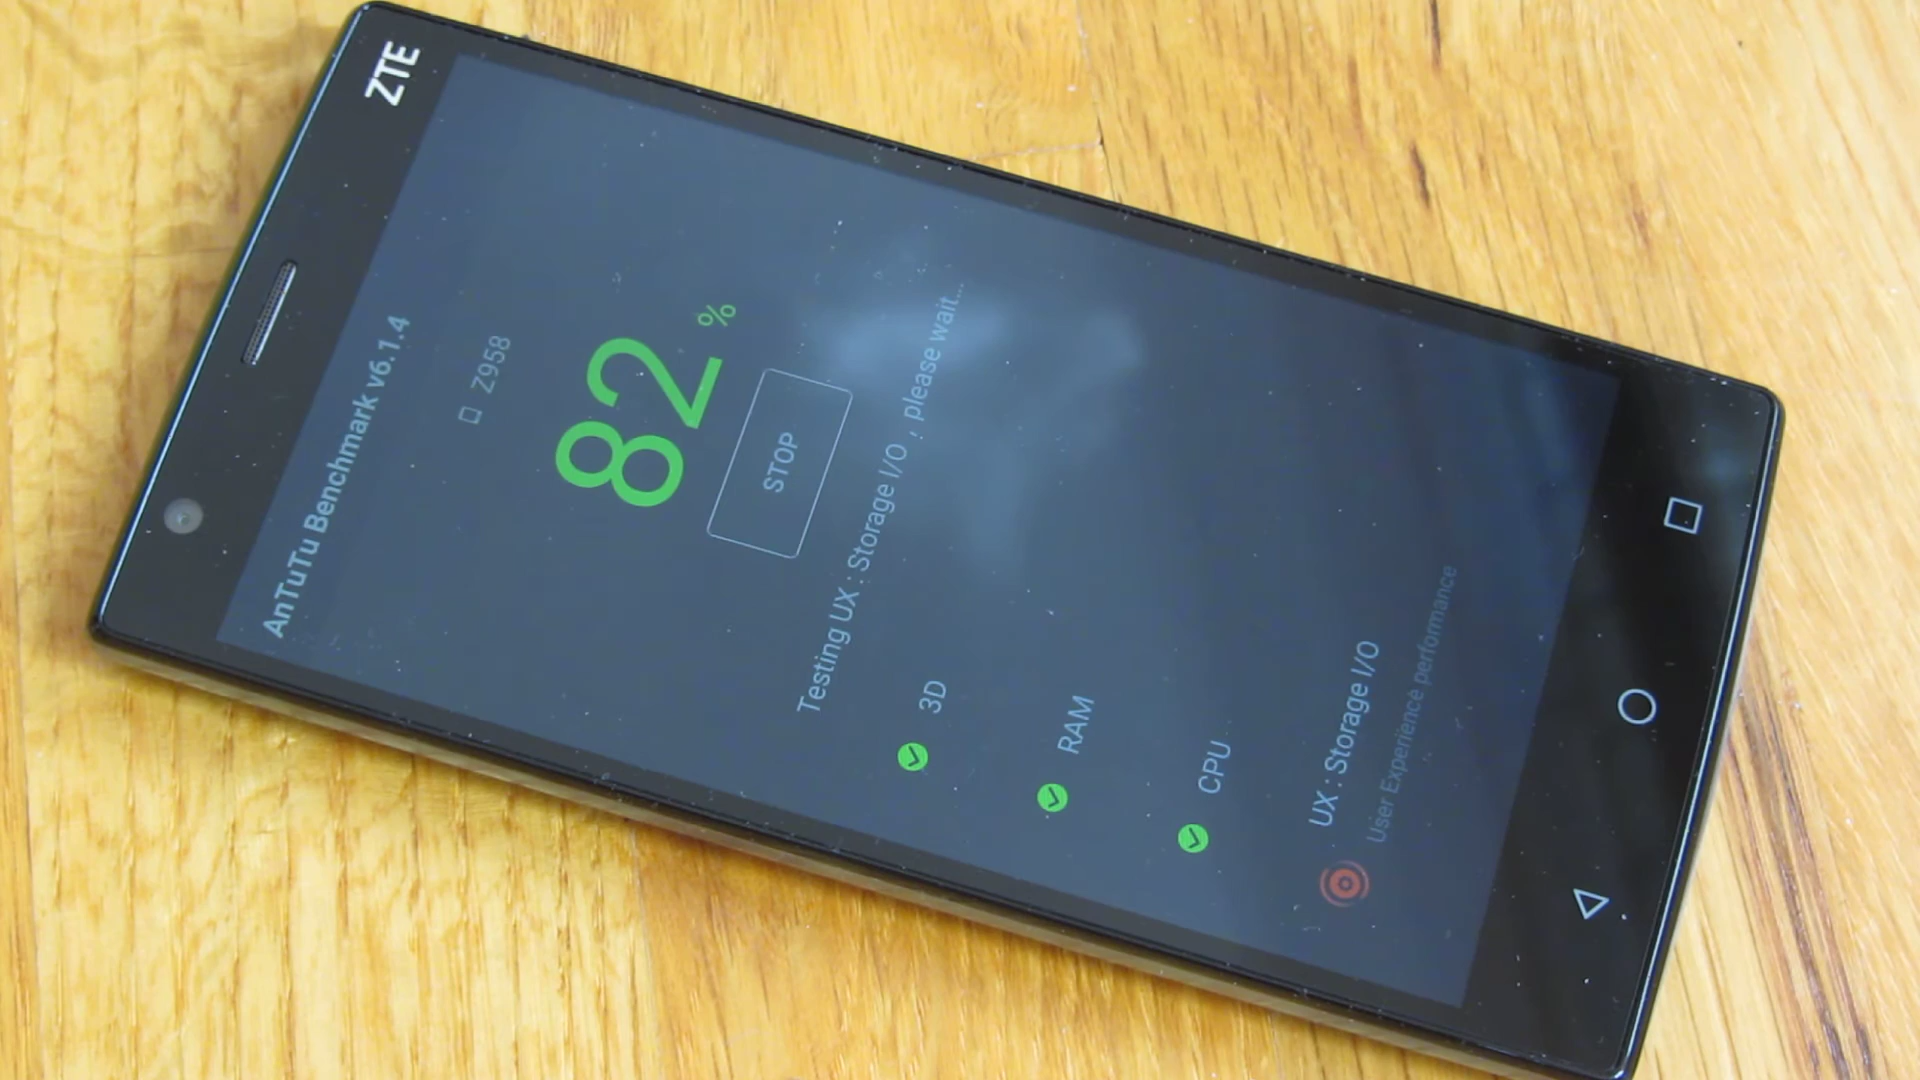 ZTE
AnTuTu Benchmark v6.1.4
Z958
82%
STOP
Testing UX : Storage I/O , please wait...
3D
RAM
CPU
UX : Storage I/O
User Experience performance